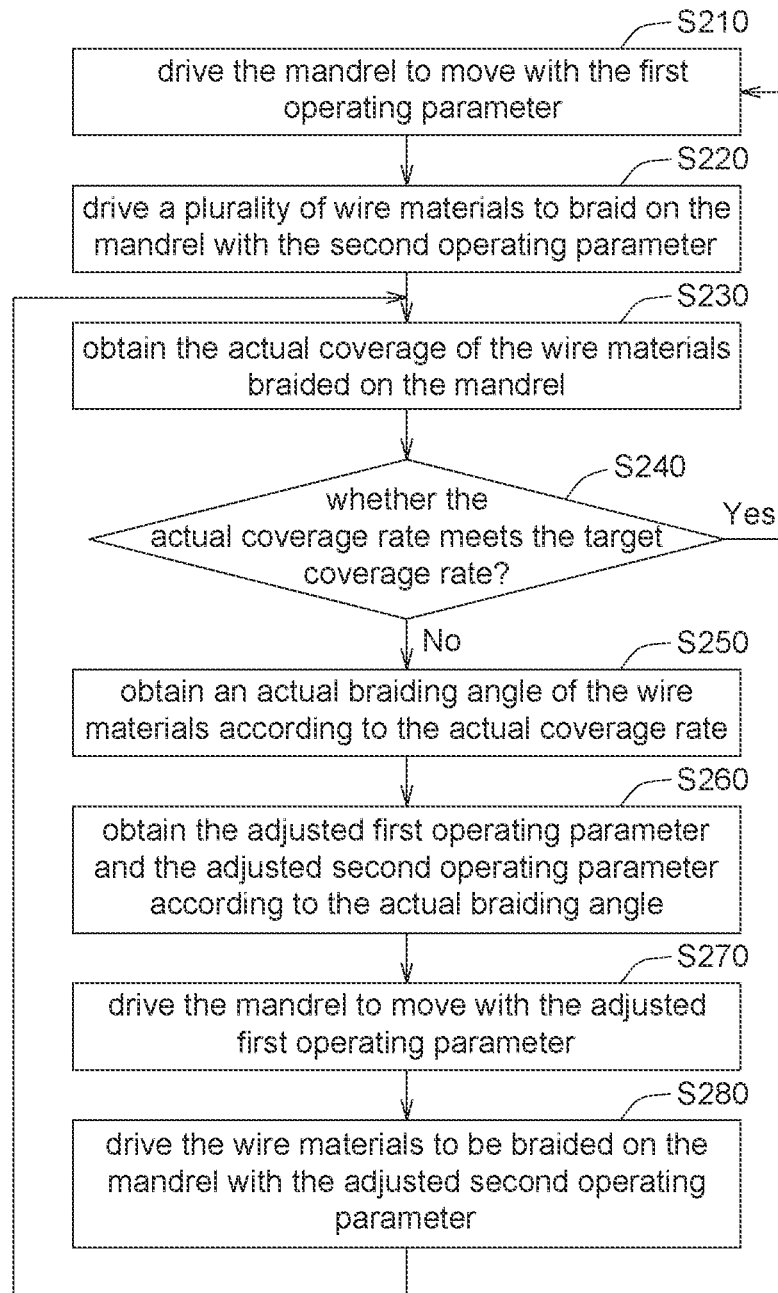 S210
drive the mandrel to move with the first
operating parameter
S220
drive a plurality of wire materials to braid on the
mandrel with the second operating parameter
S230
obtain the actual coverage of the wire materials
braided on the mandrel
S240
whether the
actual coverage rate meets the target
coverage rate?
Yes
No
S250
obtain an actual braiding angle of the wire
materials according to the actual coverage rate
S260
obtain the adjusted first operating parameter
and the adjusted second operating parameter
according to the actual braiding angle
S270
drive the mandrel to move with the adjusted
first operating parameter
S280
drive the wire materials to be braided on the
mandrel with the adjusted second operating
parameter